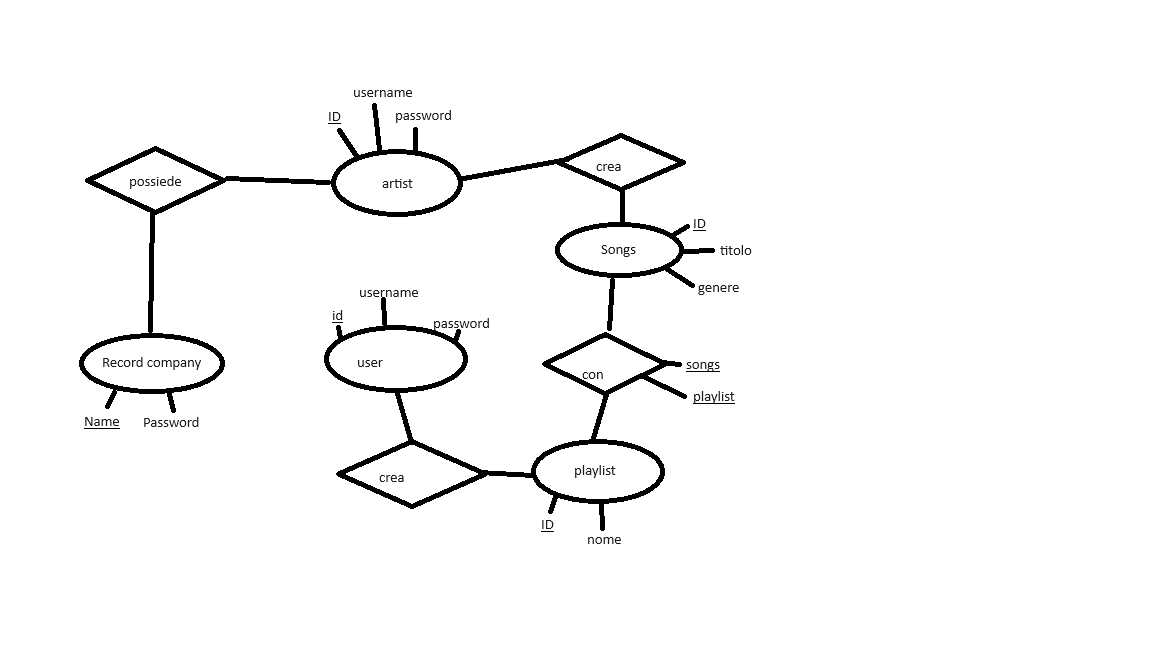 username
ID
password
possiede
artist
crea
ID
Songs
titolo
genere
username
id
password
Record company
user
songs
con
playlist
Name
Password
crea
playlist
ID
nome